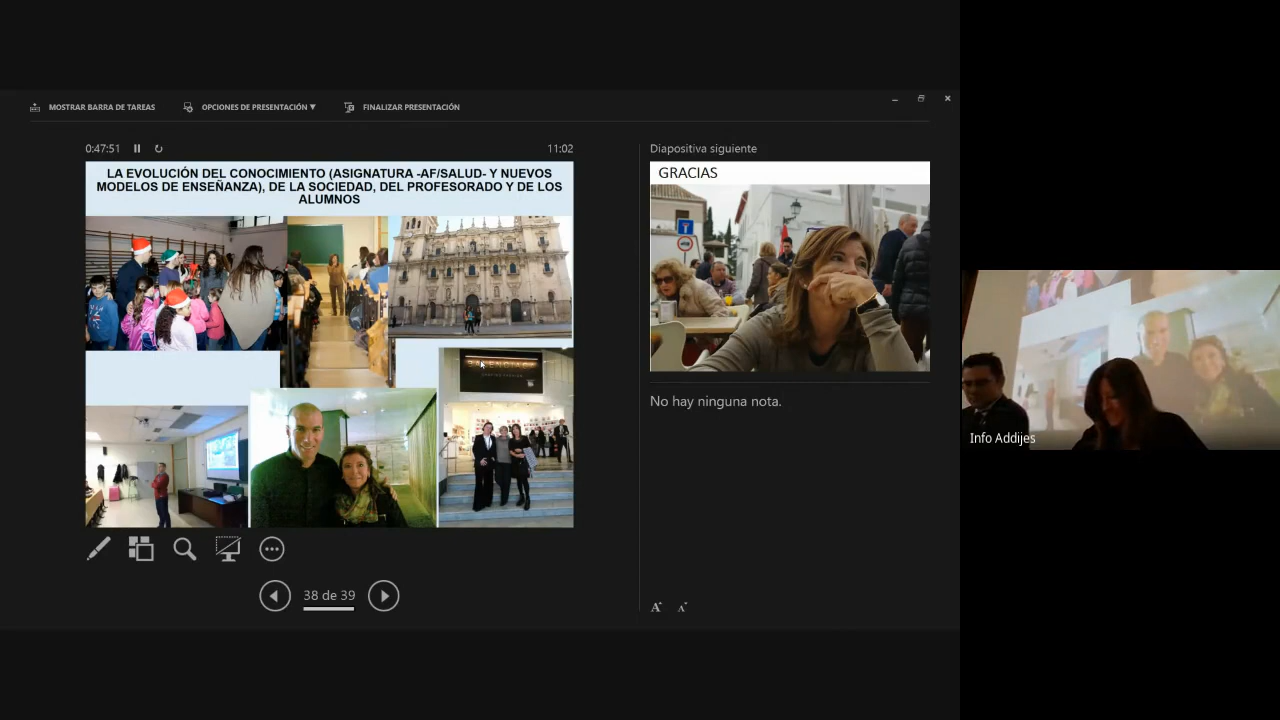 MOSTRAR BARRA DE TAREAS
OPCIONES DE PRESENTACIÓN ▼
FINALIZAR PRESENTACIÓN
0:47:51
11:02
LA EVOLUCIÓN DEL CONOCIMIENTO (ASIGNATURA -AF/SALUD- Y NUEVOS
MODELOS DE ENSEÑANZA), DE LA SOCIEDAD, DEL PROFESORADO Y DE LOS
ALUMNOS
38 de 39
Diapositiva siguiente
GRACIAS
No hay ninguna nota.
A A
Info Addijes